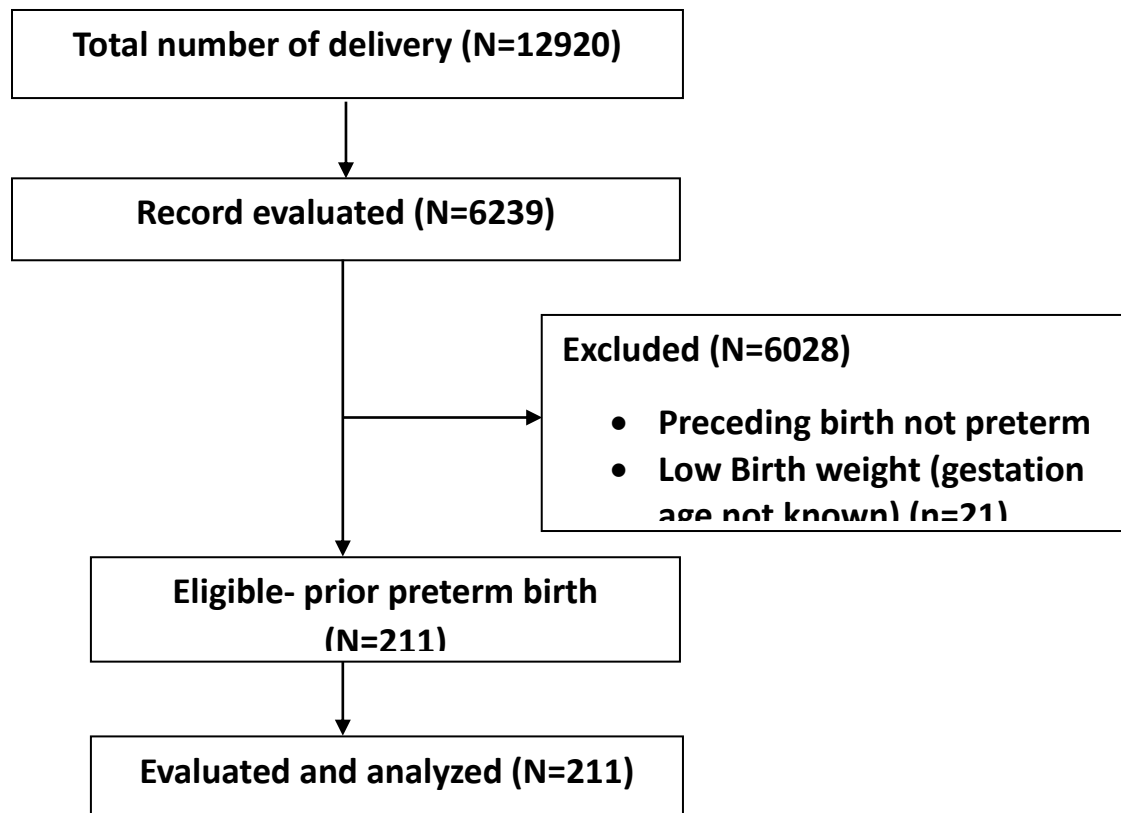 Total number of delivery (N=12920)
Record evaluated (N=6239)
Excluded (N=6028)
• Preceding birth not preterm
• Low Birth weight (gestation
age not known) (n=21)
Eligible- prior preterm birth
(N=211)
Evaluated and analyzed (N=211)